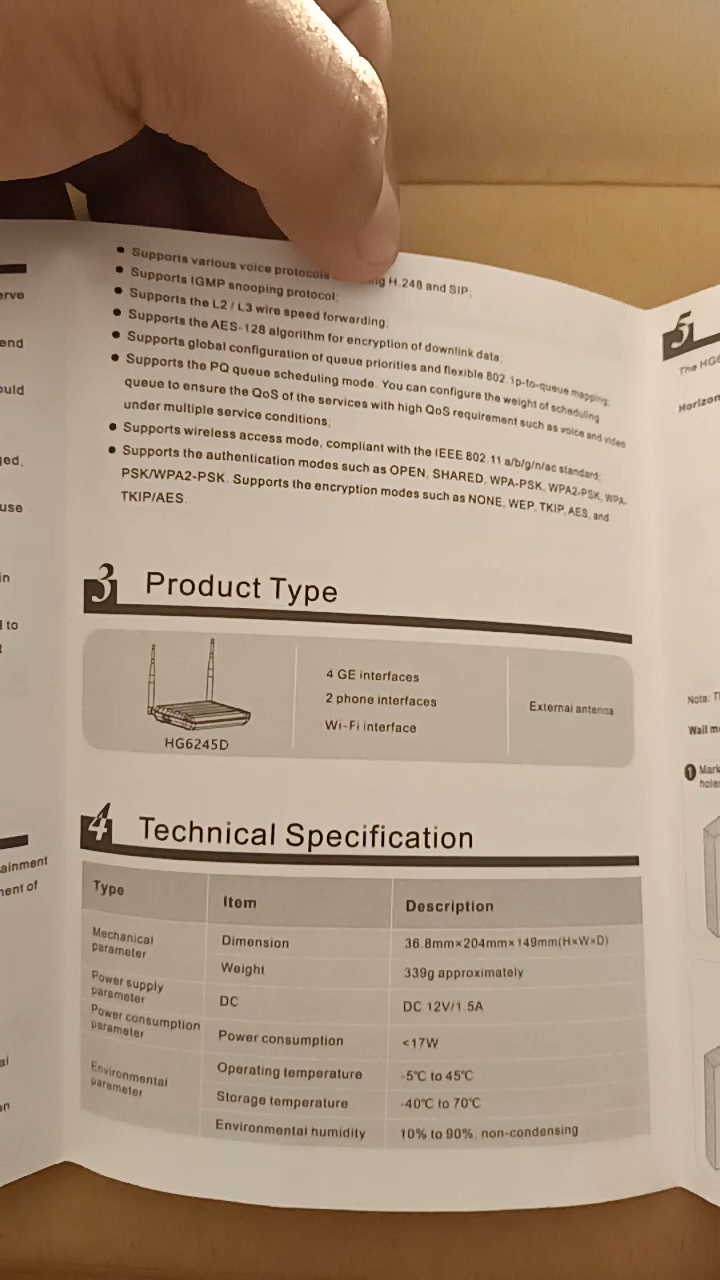 ● Supports various voice protocols H.248 and SIP;
● Supports IGMP snooping protocol;
● Supports the L2 / L3 wire speed forwarding;
● Supports the AES-128 algorithm for encryption of downlink data;
● Supports global configuration of queue priorities and flexible 802.1p-to-queue mapping;
● Supports the PQ queue scheduling mode. You can configure the weight of scheduling
queue to ensure the QoS of the services with high QoS requirement such as voice and video
under multiple service conditions;
● Supports wireless access mode, compliant with the IEEE 802.11 a/b/g/n/ac standard;
● Supports the authentication modes such as OPEN, SHARED, WPA-PSK, WPA2-PSK, WPA-
PSK/WPA2-PSK. Supports the encryption modes such as NONE, WEP, TKIP, AES, and
TKIP/AES.
3 Product Type
4 GE interfaces
2 phone interfaces
Wi-Fi interface
External antenna
HG6245D
4 Technical Specification
Type Item Description
Mechanical parameter Dimension 36.8mm×204mm×149mm(H×W×D)
Weight 339g approximately
Power supply parameter DC DC 12V/1.5A
Power consumption parameter Power consumption <17W
Environmental parameter Operating temperature -5℃ to 45℃
Storage temperature -40℃ to 70℃
Environmental humidity 10% to 90%, non-condensing
5
The
Note:
Wall
1 Mark